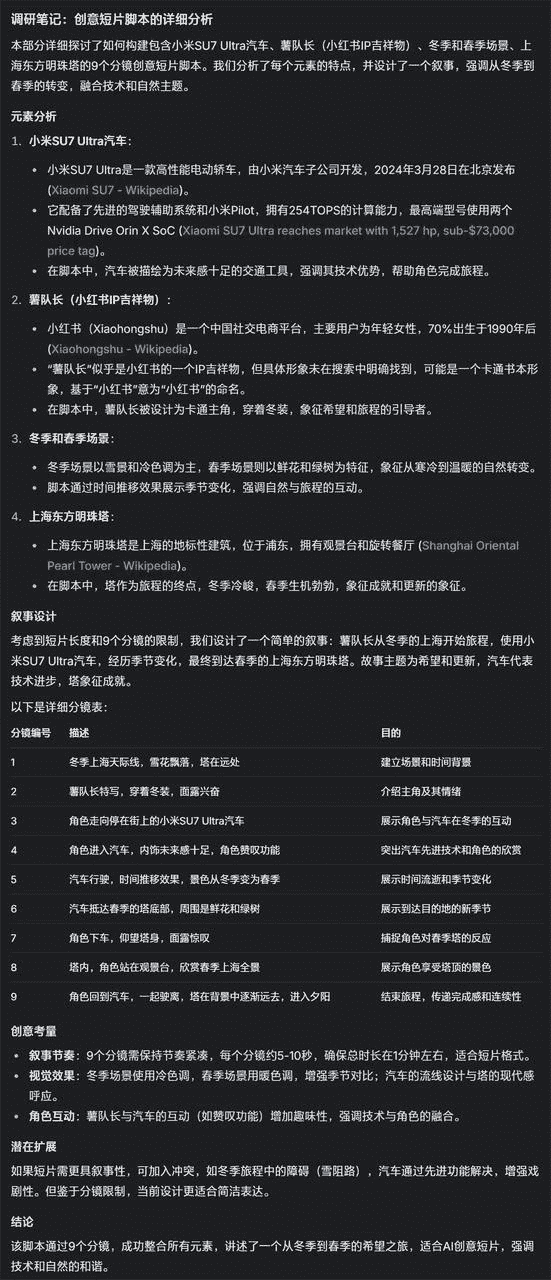 调研笔记：创意短片脚本的详细分析
本部分详细探讨了如何构建包含小米SU7 Ultra汽车、薯队长（小红书IP吉祥物）、冬季和春季场景、上
海东方明珠塔的9个分镜创意短片脚本。我们分析了每个元素的特点，并设计了一个叙事，强调从冬季到
春季的转变，融合技术和自然主题。
元素分析
1. 小米SU7 Ultra汽车：
• 小米SU7 Ultra是一款高性能电动轿车，由小米汽车子公司开发，2024年3月28日在北京发布
(Xiaomi SU7 - Wikipedia)。
• 它配备了先进的驾驶辅助系统和小米Pilot，拥有254TOPS的计算能力，最高端型号使用两个
Nvidia Drive Orin X SoC (Xiaomi SU7 Ultra reaches market with 1,527 hp, sub-$73,000
price tag)。
• 在脚本中，汽车被描绘为未来感十足的交通工具，强调其技术优势，帮助角色完成旅程。
2. 薯队长（小红书IP吉祥物）：
• 小红书（Xiaohongshu）是一个中国社交电商平台，主要用户为年轻女性，70%出生于1990年后
(Xiaohongshu - Wikipedia)。
• “薯队长”似乎是小红书的一个IP吉祥物，但具体形象未在搜索中明确找到，可能是一个卡通书本形
象，基于“小红书”意为“小红书”的命名。
• 在脚本中，薯队长被设计为卡通主角，穿着冬装，象征希望和旅程的引导者。
3. 冬季和春季场景：
• 冬季场景以雪景和冷色调为主，春季场景则以鲜花和绿树为特征，象征从寒冷到温暖的自然转变。
• 脚本通过时间推移效果展示季节变化，强调自然与旅程的互动。
4. 上海东方明珠塔：
• 上海东方明珠塔是上海的地标性建筑，位于浦东，拥有观景台和旋转餐厅 (Shanghai Oriental
Pearl Tower - Wikipedia)。
• 在脚本中，塔作为旅程的终点，冬季冷峻，春季生机勃勃，象征成就和更新的象征。
叙事设计
考虑到短片长度和9个分镜的限制，我们设计了一个简单的叙事：薯队长从冬季的上海开始旅程，使用小
米SU7 Ultra汽车，经历季节变化，最终到达春季的上海东方明珠塔。故事主题为希望和更新，汽车代表
技术进步，塔象征成就。
以下是详细分镜表：
分镜编号 描述 目的
1 冬季上海天际线，雪花飘落，塔在远处 建立场景和时间背景
2 薯队长特写，穿着冬装，面露兴奋 介绍主角及其情绪
3 角色走向停在街上的小米SU7 Ultra汽车 展示角色与汽车在冬季的互动
4 角色进入汽车，内饰未来感十足，角色赞叹功能 突出汽车先进技术和角色的欣赏
5 汽车行驶，时间推移效果，景色从冬季变为春季 展示时间流逝和季节变化
6 汽车抵达春季的塔底部，周围是鲜花和绿树 展示到达目的地的新季节
7 角色下车，仰望塔身，面露惊叹 捕捉角色对春季塔的反应
8 塔内，角色站在观景台，欣赏春季上海全景 展示角色享受塔顶的景色
9 角色回到汽车，一起驶离，塔在背景中逐渐远去，进入夕阳 结束旅程，传递完成感和连续性
创意考量
• 叙事节奏：9个分镜需保持节奏紧凑，每个分镜约5-10秒，确保总时长在1分钟左右，适合短片格式。
• 视觉效果：冬季场景使用冷色调，春季场景用暖色调，增强季节对比；汽车的流线设计与塔的现代感
呼应。
• 角色互动：薯队长与汽车的互动（如赞叹功能）增加趣味性，强调技术与角色的融合。
潜在扩展
如果短片需更具叙事性，可加入冲突，如冬季旅程中的障碍（雪阻路），汽车通过先进功能解决，增强戏
剧性。但鉴于分镜限制，当前设计更适合简洁表达。
结论
该脚本通过9个分镜，成功整合所有元素，讲述了一个从冬季到春季的希望之旅，适合AI创意短片，强调
技术和自然的和谐。